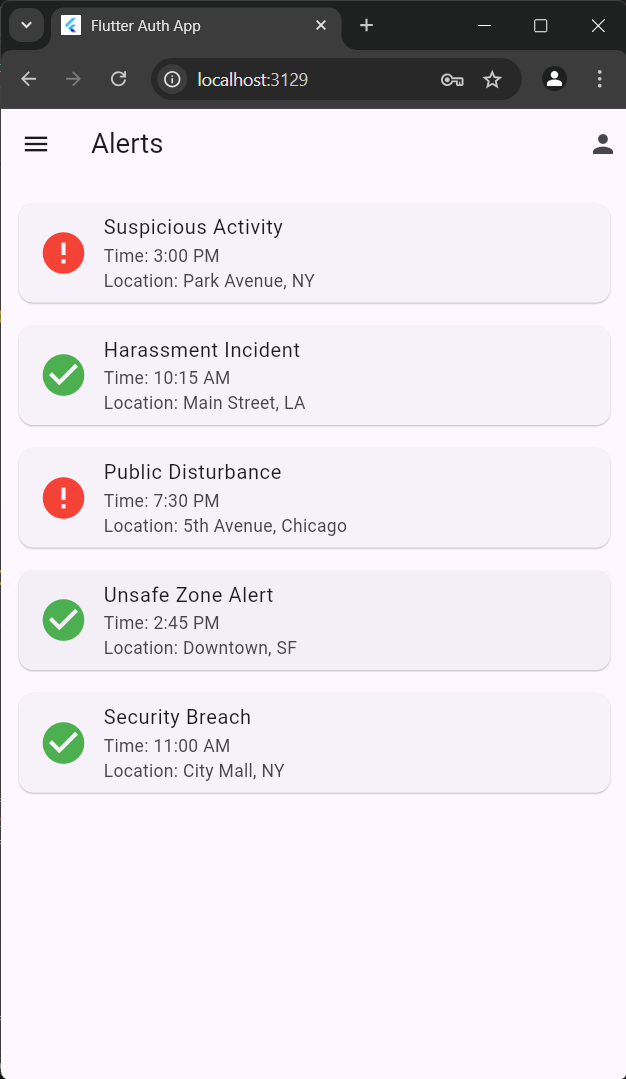 Flutter Auth App
localhost:3129
Alerts
Suspicious Activity
Time: 3:00 PM
Location: Park Avenue, NY
Harassment Incident
Time: 10:15 AM
Location: Main Street, LA
Public Disturbance
Time: 7:30 PM
Location: 5th Avenue, Chicago
Unsafe Zone Alert
Time: 2:45 PM
Location: Downtown, SF
Security Breach
Time: 11:00 AM
Location: City Mall, NY